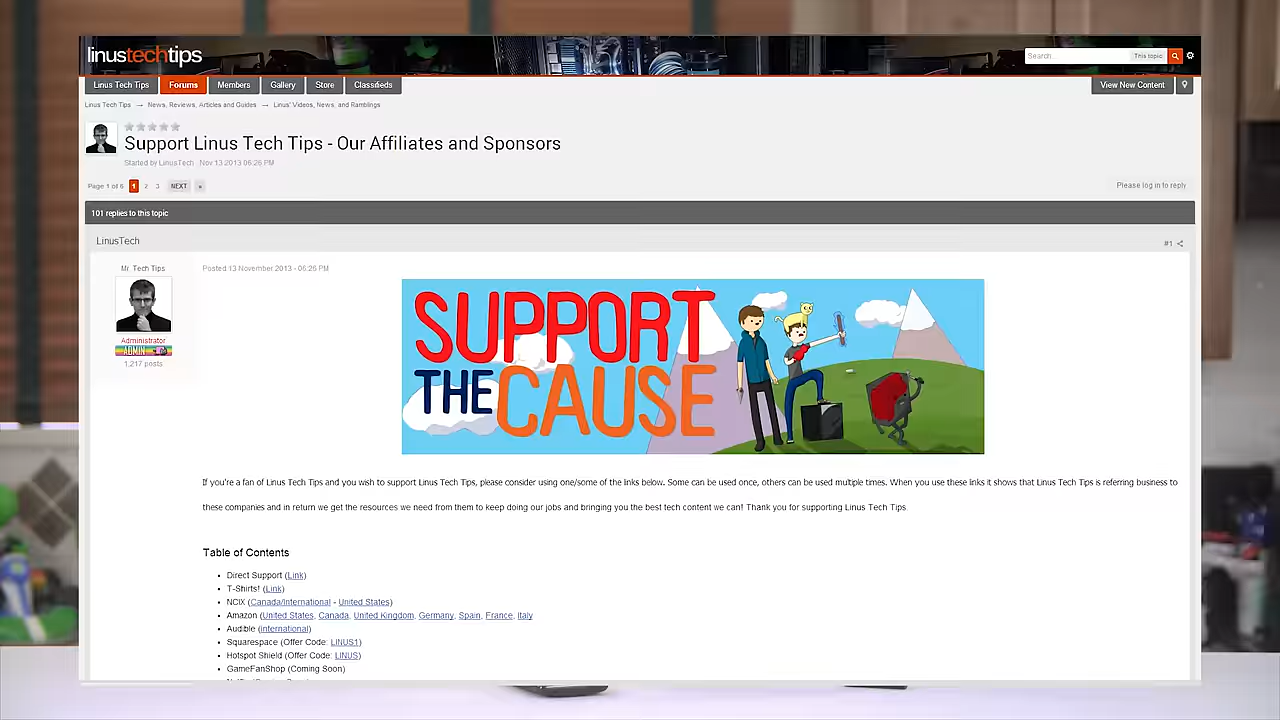 linustechtips
Search... This topic
Linus Tech Tips Forums Members Gallery Store Classifieds View New Content
Linus Tech Tips → News, Reviews, Articles and Guides → Linus' Videos, News, and Ramblings
Support Linus Tech Tips - Our Affiliates and Sponsors
Started by LinusTech - Nov 13 2013 06:26 PM
Page 1 of 6 1 2 3 NEXT »
Please log in to reply
101 replies to this topic
LinusTech
#1
Mr. Tech Tips
Posted 13 November 2013 - 06:26 PM
SUPPORT
THE CAUSE
Administrator
ADMIN
1,217 posts
If you're a fan of Linus Tech Tips and you wish to support Linus Tech Tips, please consider using one/some of the links below. Some can be used once, others can be used multiple times. When you use these links it shows that Linus Tech Tips is referring business to
these companies and in return we get the resources we need from them to keep doing our jobs and bringing you the best tech content we can! Thank you for supporting Linus Tech Tips.
Table of Contents
• Direct Support (Link)
• T-Shirts! (Link)
• NCIX (Canada/International - United States)
• Amazon (United States, Canada, United Kingdom, Germany, Spain, France, Italy
• Audible (International)
• Squarespace (Offer Code: LINUS1)
• Hotspot Shield (Offer Code: LINUS)
• GameFanShop (Coming Soon)